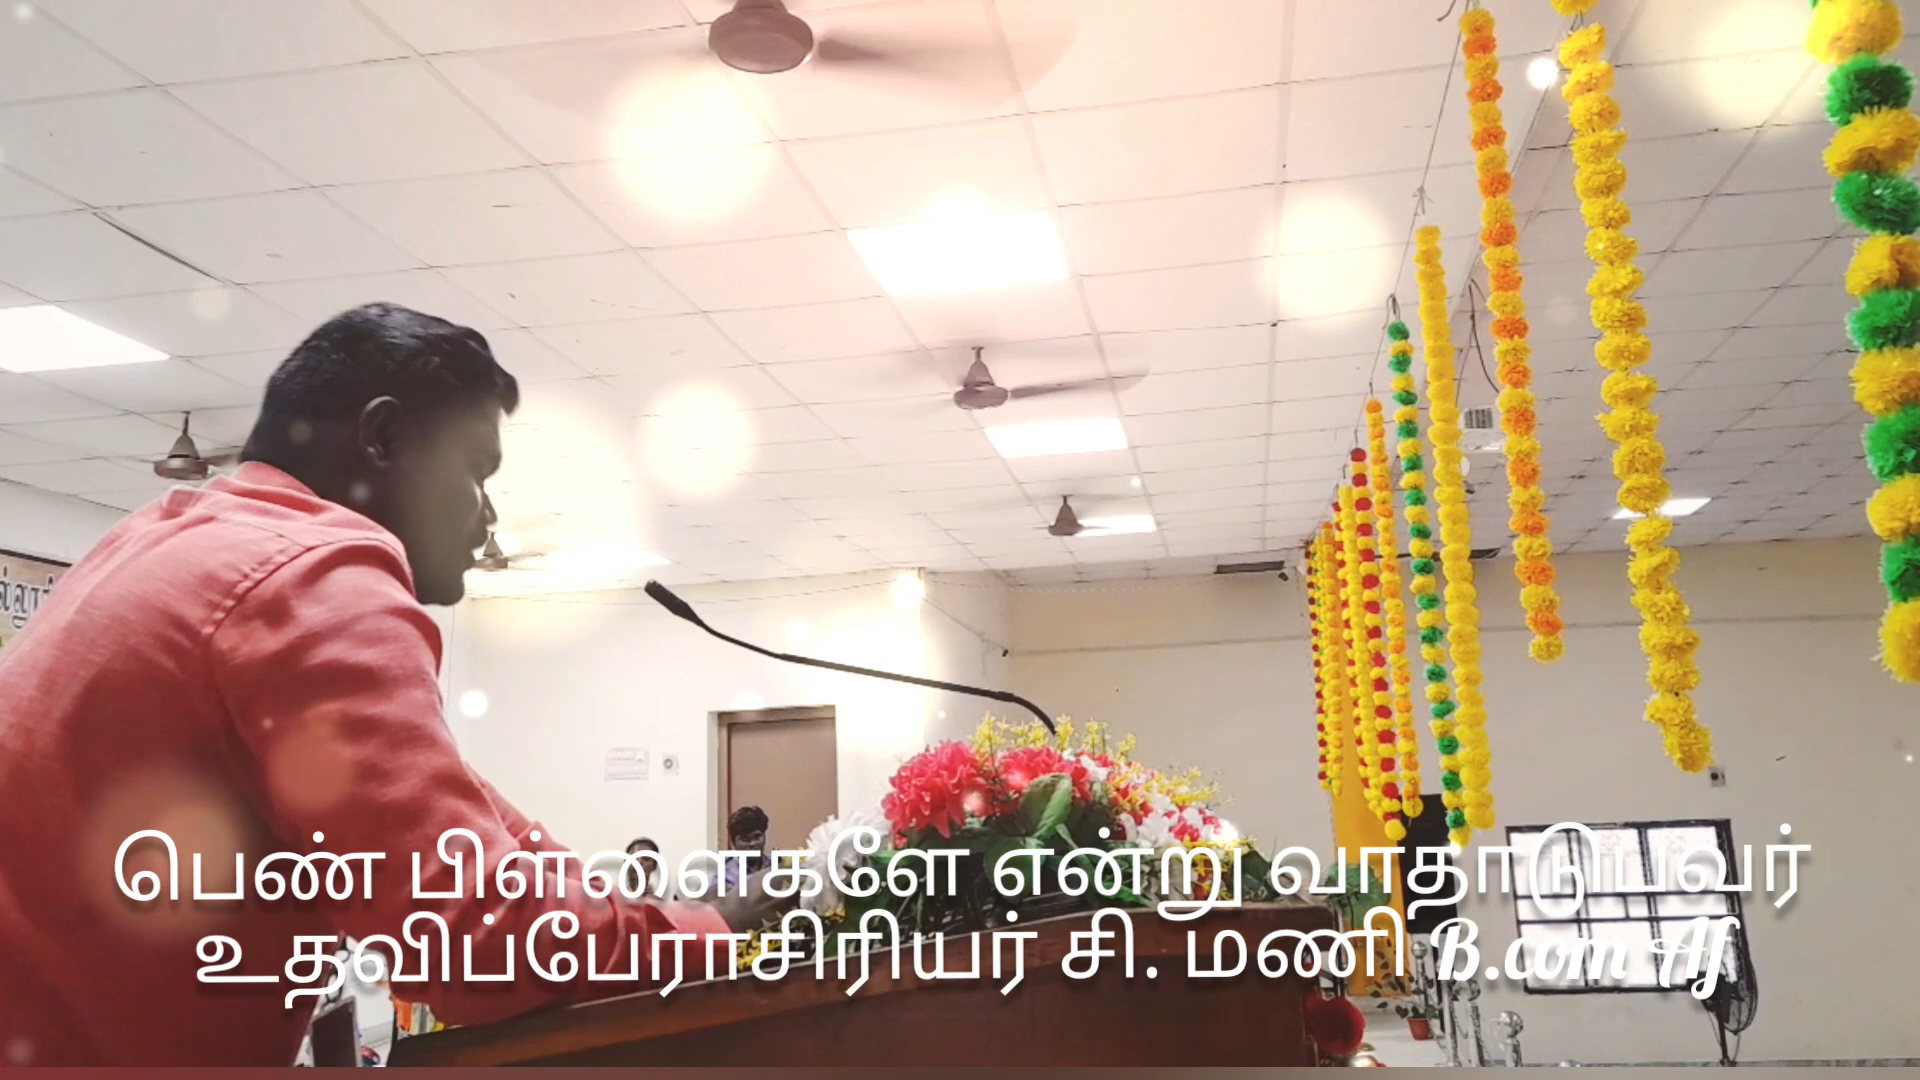 பெண் பிள்ளைகளே என்று வாதாடுபவர்
உதவிப்பேராசிரியர் சி. மணி B.com Af